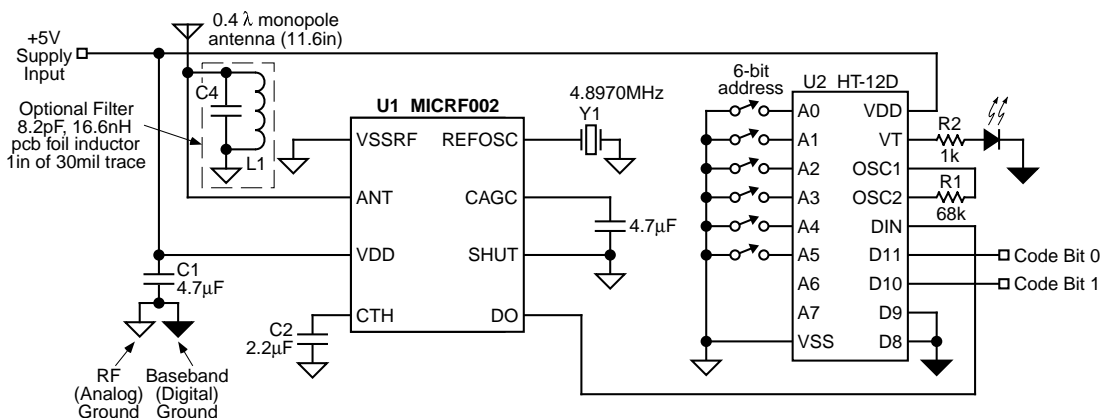 +5V
Supply
Input
0.4 λ monopole
antenna (11.6in)
Optional Filter
8.2pF, 16.6nH
pcb foil inductor
1in of 30mil trace
C4
L1
U1 MICRF002
VSSRF
ANT
VDD
CTH
REFOSC
CAGC
SHUT
DO
4.8970MHz
Y1
4.7µF
C1
4.7µF
C2
2.2µF
RF
(Analog)
Ground
Baseband
(Digital)
Ground
6-bit
address
U2 HT-12D
A0
A1
A2
A3
A4
A5
A6
A7
VSS
VDD
VT
OSC1
OSC2
DIN
D11
D10
D9
D8
R2
1k
R1
68k
Code Bit 0
Code Bit 1